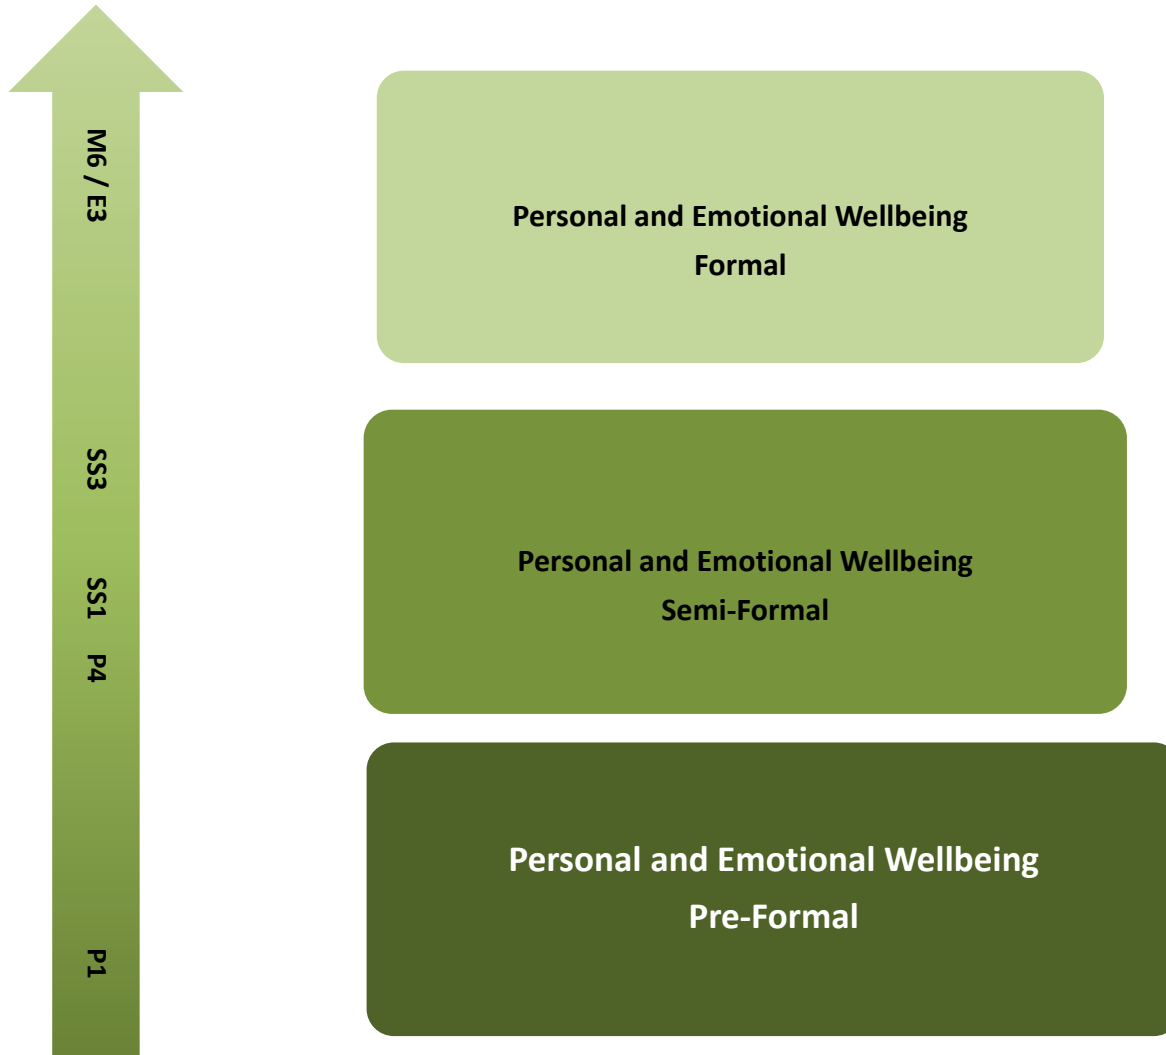 M6 / E3
Personal and Emotional Wellbeing
Formal
SS3
SS1
P4
Personal and Emotional Wellbeing
Semi-Formal
P1
Personal and Emotional Wellbeing
Pre-Formal